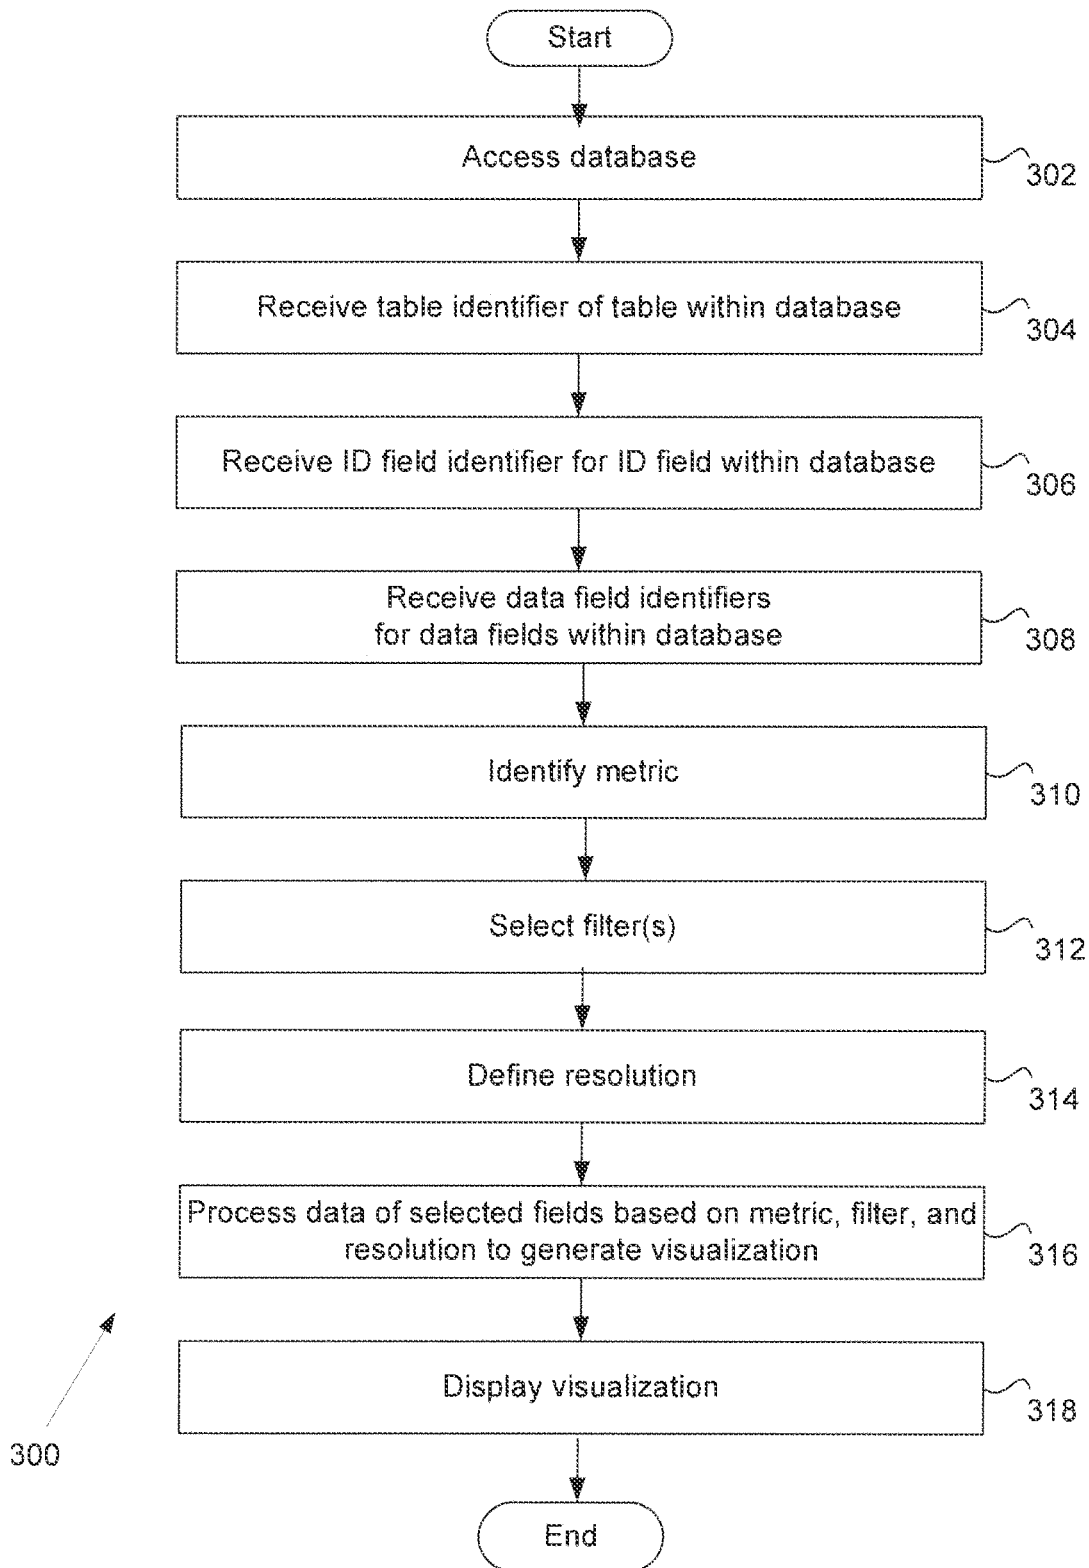 Start
Access database
302
Receive table identifier of table within database
304
Receive ID field identifier for ID field within database
306
Receive data field identifiers
for data fields within database
308
Identify metric
310
Select filter(s)
312
Define resolution
314
Process data of selected fields based on metric, filter, and
resolution to generate visualization
316
Display visualization
318
300
End